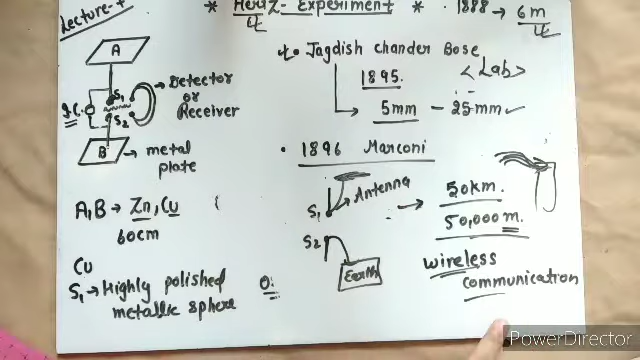 Lecture-
* Hertz- Experiment *
1888 → 6m
A
S1
S2
I.C.
B
→ Detector
or
Receiver
→ metal
plate
A,B → Zn, Cu
60cm
Cu
S1 → Highly polished
metallic sphere
• Jagdish chander Bose
1895.
<Lab>
→ 5mm - 25mm
• 1896 Marconi
Antenna
S1
S2
Earth
→ 50km.
50,000 m.
wireless
communication
PowerDirector